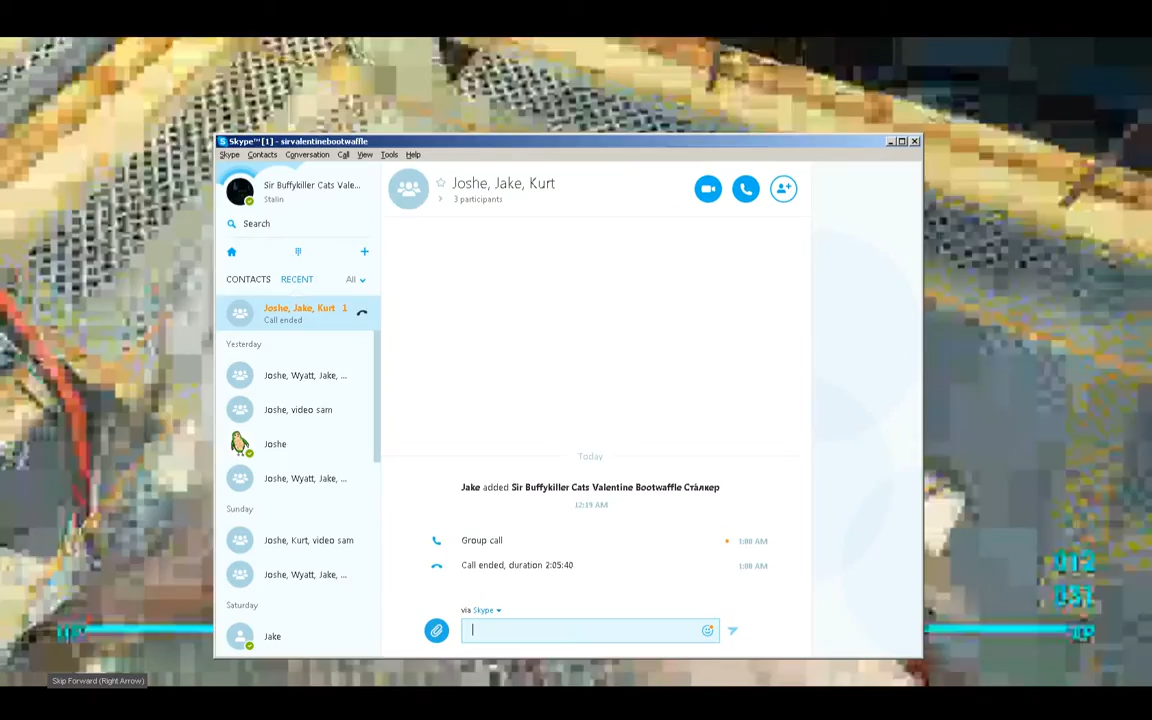 Skype™[1] - sirvalentinebootwaffle
Skype Contacts Conversation Call View Tools Help
Sir Buffykiller Cats Vale...
Stalin
Search
CONTACTS RECENT All
Joshe, Jake, Kurt 1
Call ended
Yesterday
Joshe, Wyatt, Jake, ...
Joshe, video sam
Joshe
Joshe, Wyatt, Jake, ...
Sunday
Joshe, Kurt, video sam
Joshe, Wyatt, Jake, ...
Saturday
Jake
Joshe, Jake, Kurt
3 participants
Today
Jake added Sir Buffykiller Cats Valentine Bootwaffle Сталкер
12:19 AM
Group call 1:00 AM
Call ended, duration 2:05:40 1:00 AM
via Skype
012
HP
Skip Forward (Right Arrow)